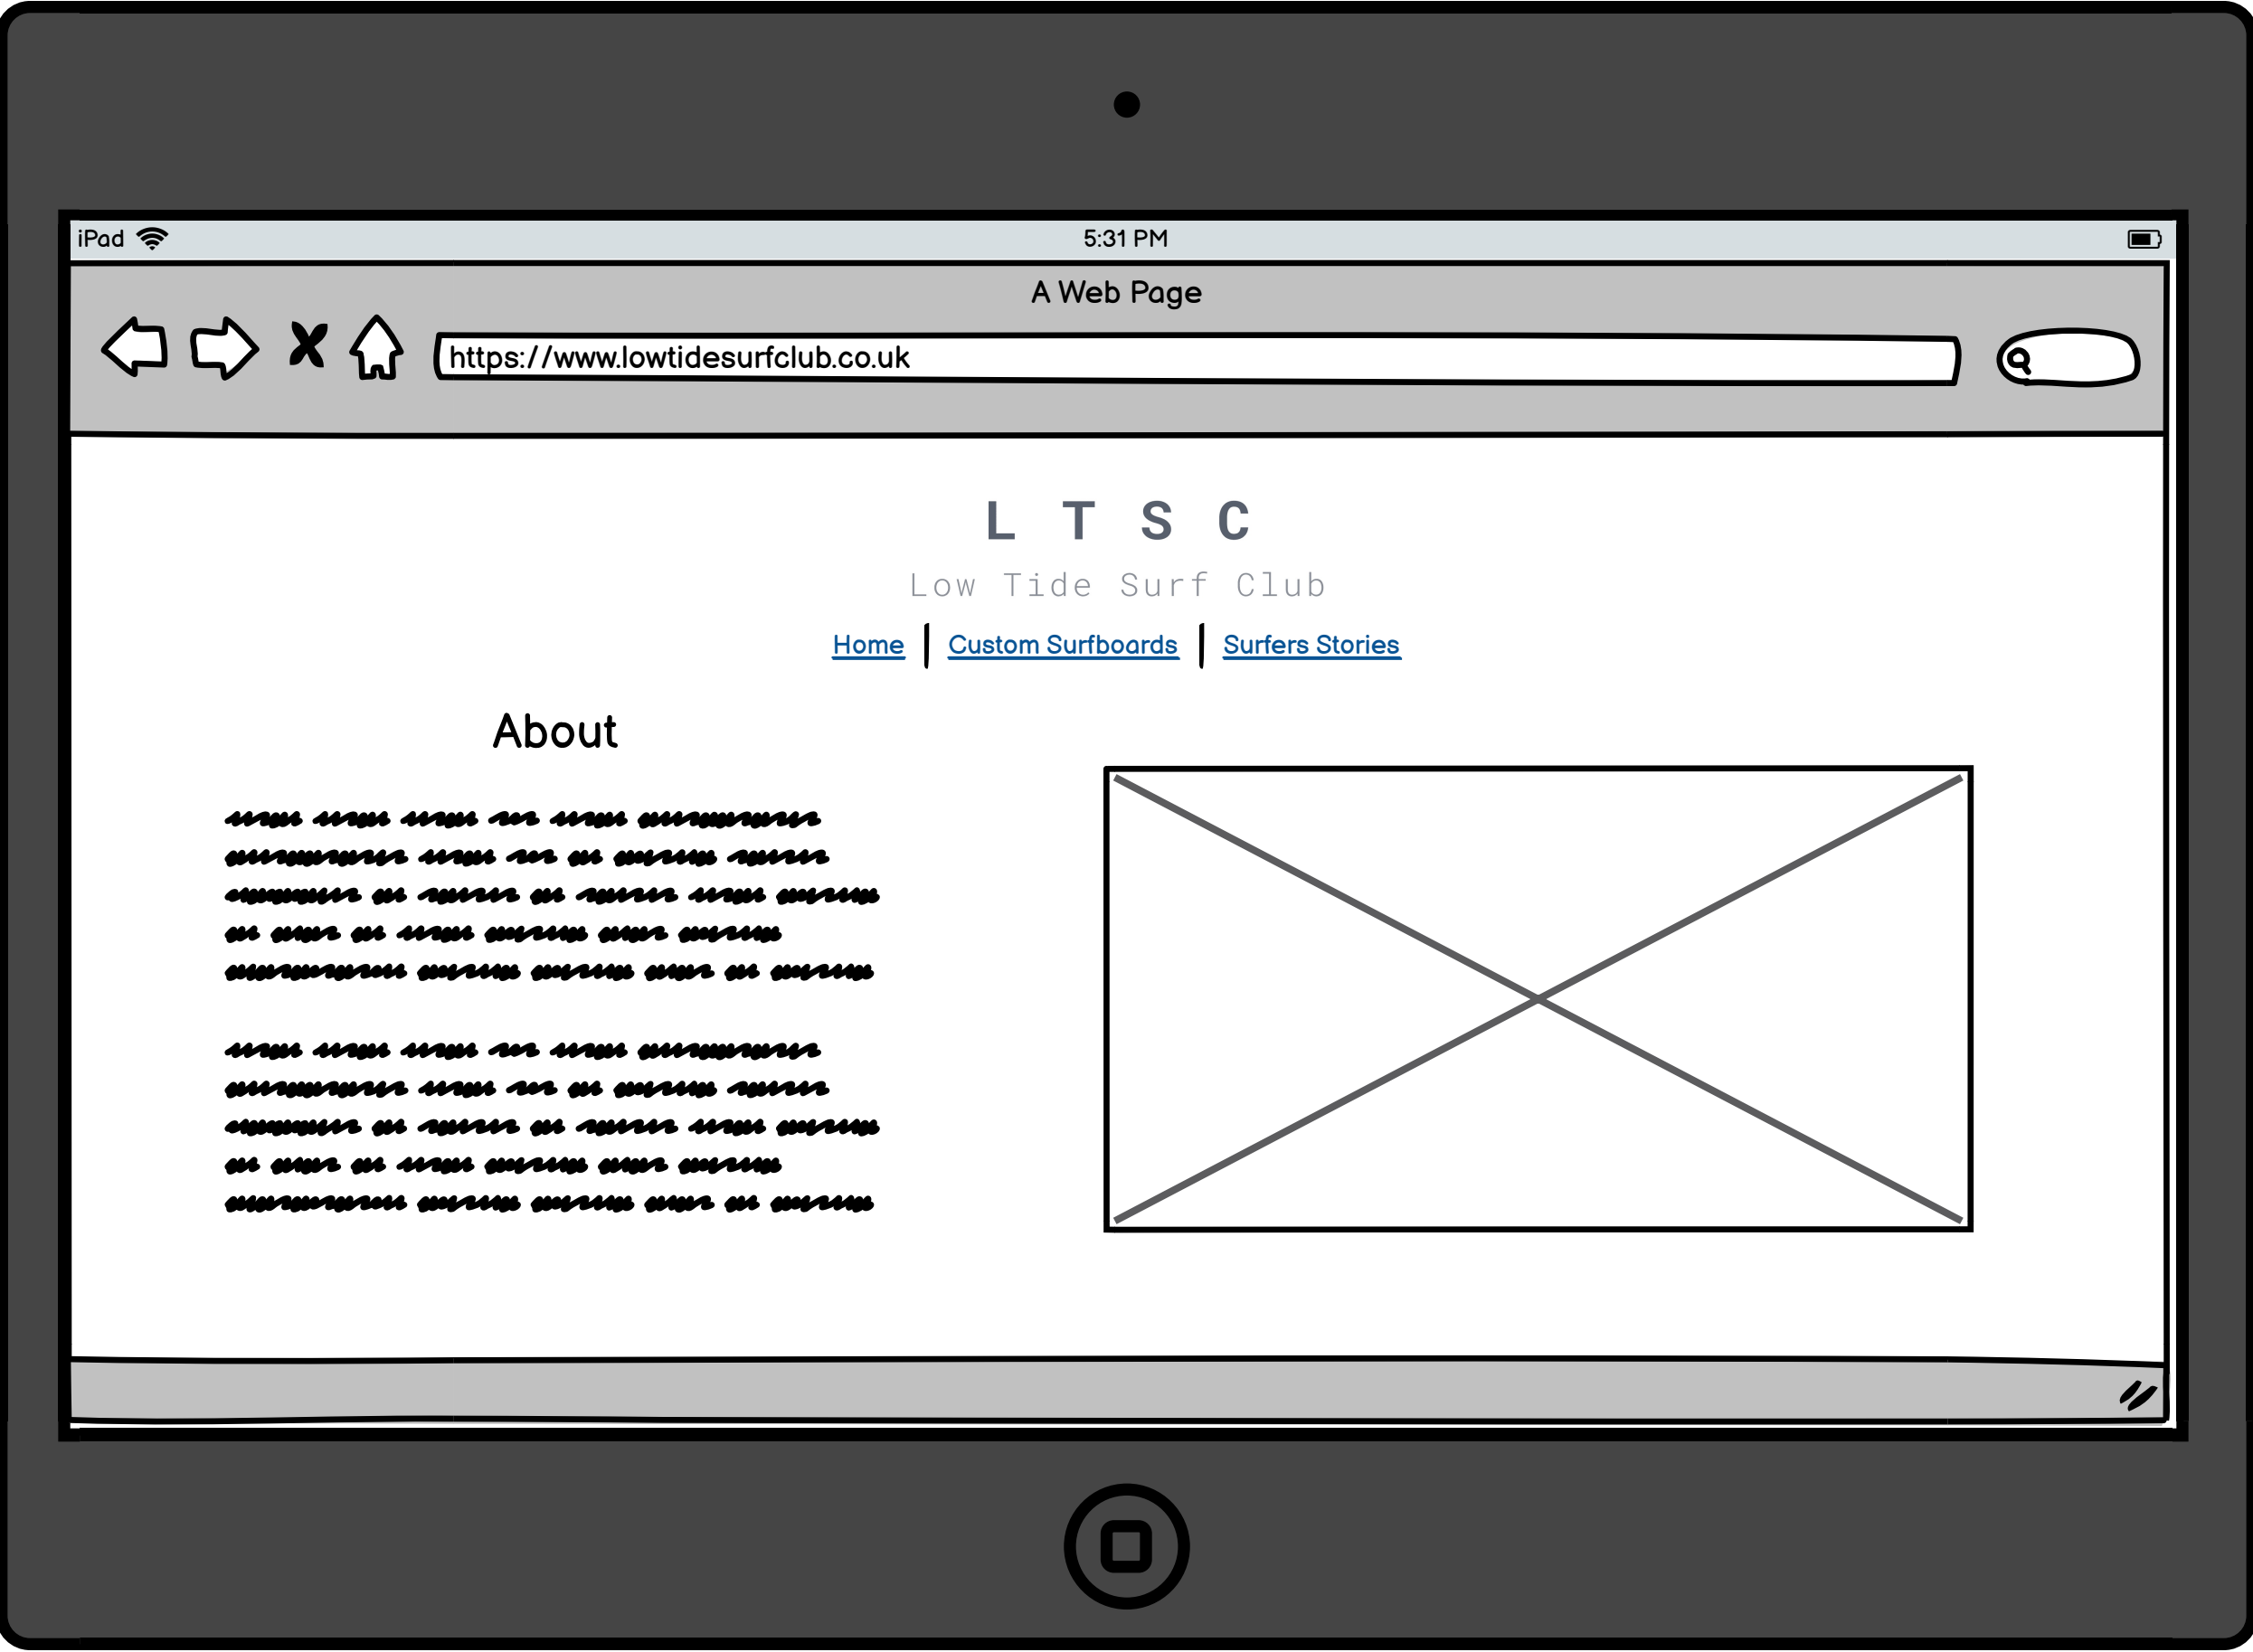 iPad 5:31 PM
A Web Page
https://www.lowtidesurfclub.co.uk
L T S C
Low Tide Surf Club
Home | Custom Surfboards | Surfers Stories
About